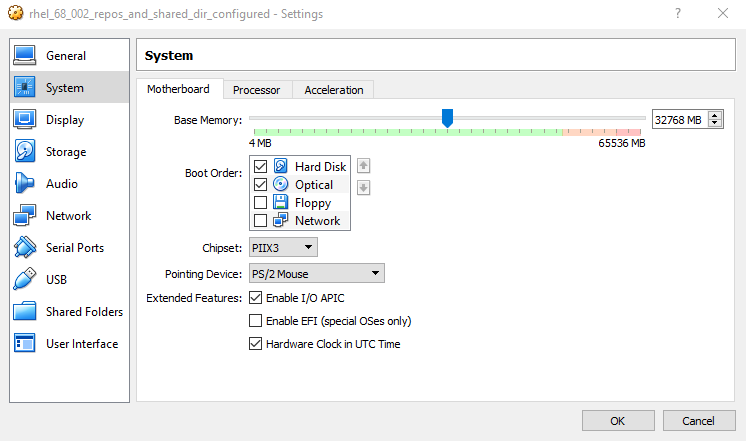 rhel_68_002_repos_and_shared_dir_configured - Settings
? ×
General
System
Display
Storage
Audio
Network
Serial Ports
USB
Shared Folders
User Interface
System
Motherboard Processor Acceleration
Base Memory: 32768 MB
4 MB 65536 MB
Boot Order: Hard Disk
Optical
Floppy
Network
Chipset: PIIX3
Pointing Device: PS/2 Mouse
Extended Features: Enable I/O APIC
Enable EFI (special OSes only)
Hardware Clock in UTC Time
OK Cancel